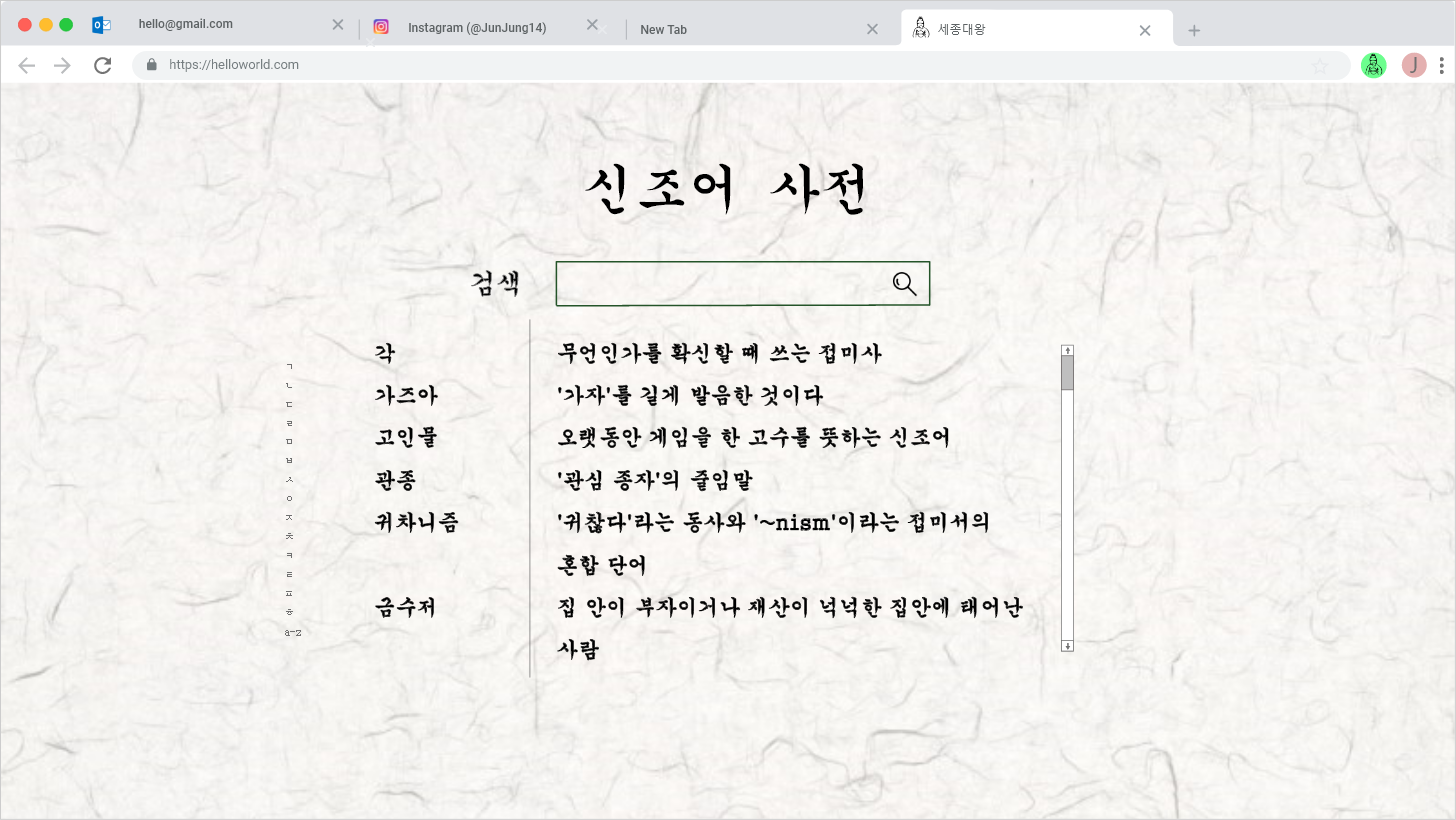 hello@gmail.com
Instagram (@JunJung14)
New Tab
세종대왕
https://helloworld.com
J
신조어 사전
검색
ㄱ
ㄴ
ㄷ
ㄹ
ㅁ
ㅂ
ㅅ
ㅇ
ㅈ
ㅊ
ㅋ
ㅌ
ㅍ
ㅎ
a-z
각 무언인가를 확신할 때 쓰는 접미사
가즈아 '가자'를 길게 발음한 것이다
고인물 오랫동안 게임을 한 고수를 뜻하는 신조어
관종 '관심 종자'의 줄임말
귀차니즘 '귀찮다'라는 동사와 '~nism'이라는 접미서의
혼합 단어
금수저 집 안이 부자이거나 재산이 넉넉한 집안에 태어난
사람